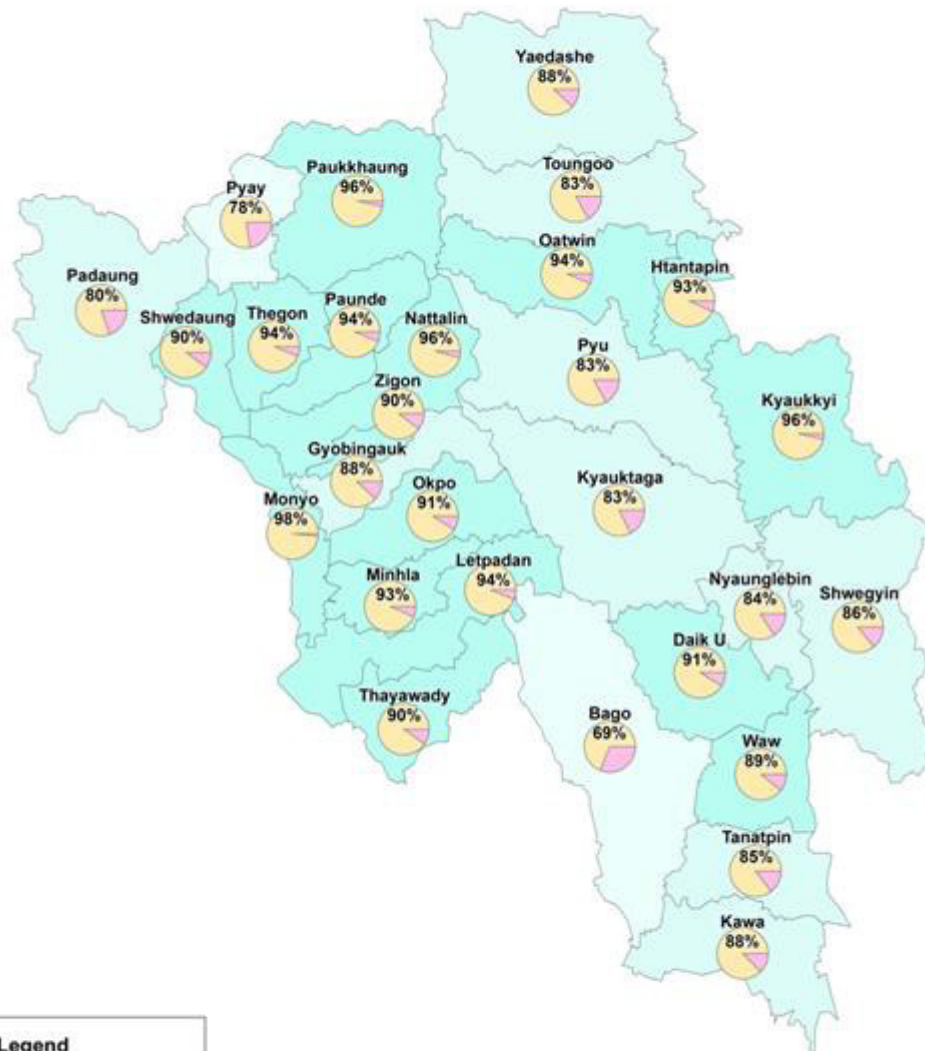 Yaedashe
88%
Toungoo
83%
Paukkhaung
96%
Pyay
78%
Oatwin
94%
Htantapin
93%
Padaung
80%
Shwedaung
90%
Thegon
94%
Paunde
94%
Nattalin
96%
Pyu
83%
Zigon
90%
Kyaukkyi
96%
Gyobingauk
88%
Okpo
91%
Kyauktaga
83%
Monyo
98%
Minhla
93%
Letpadan
94%
Nyaunglebin
84%
Shwegyin
86%
Daik U
91%
Thayawady
90%
Bago
69%
Waw
89%
Tanatpin
85%
Kawa
88%
Legend